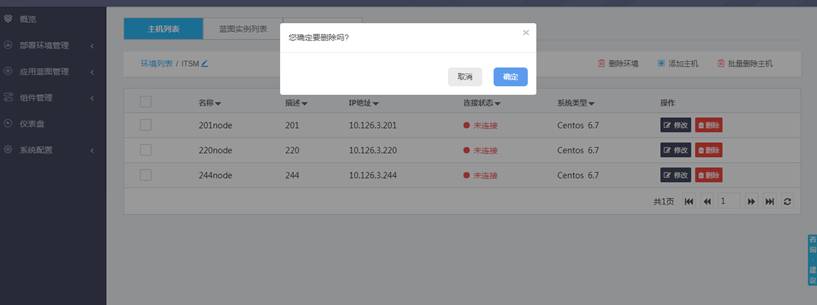 概览
部署环境管理
应用蓝图管理
组件管理
仪表盘
系统配置
主机列表
蓝图实例列表
您确定要删除吗?
×
取消
确定
环境列表 / ITSM
删除环境
添加主机
批量删除主机
名称 描述 IP地址 连接状态 系统类型 操作
201node 201 10.126.3.201 未连接 Centos 6.7 修改 删除
220node 220 10.126.3.220 未连接 Centos 6.7 修改 删除
244node 244 10.126.3.244 未连接 Centos 6.7 修改 删除
共1页 1